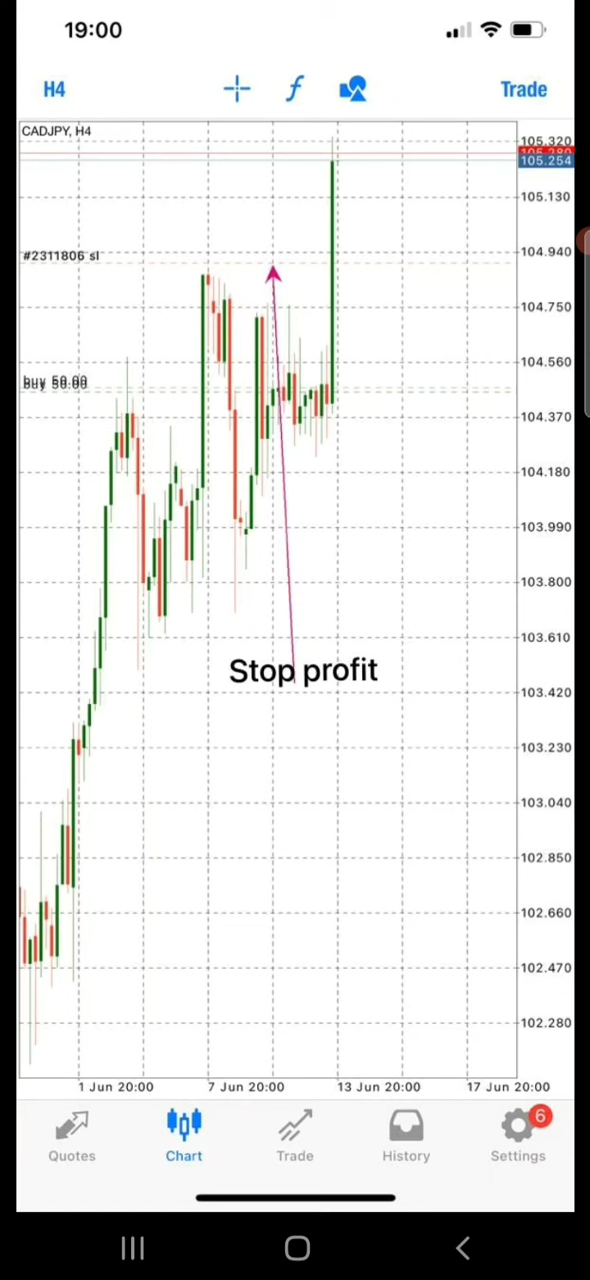 19:00
H4
f
Trade
CADJPY, H4
105.320
105.280
105.254
105.130
#2311806 sl
104.940
104.750
104.560
buy 50.00
104.370
104.180
103.990
103.800
103.610
Stop profit
103.420
103.230
103.040
102.850
102.660
102.470
102.280
1 Jun 20:00
7 Jun 20:00
13 Jun 20:00
17 Jun 20:00
6
Quotes
Chart
Trade
History
Settings